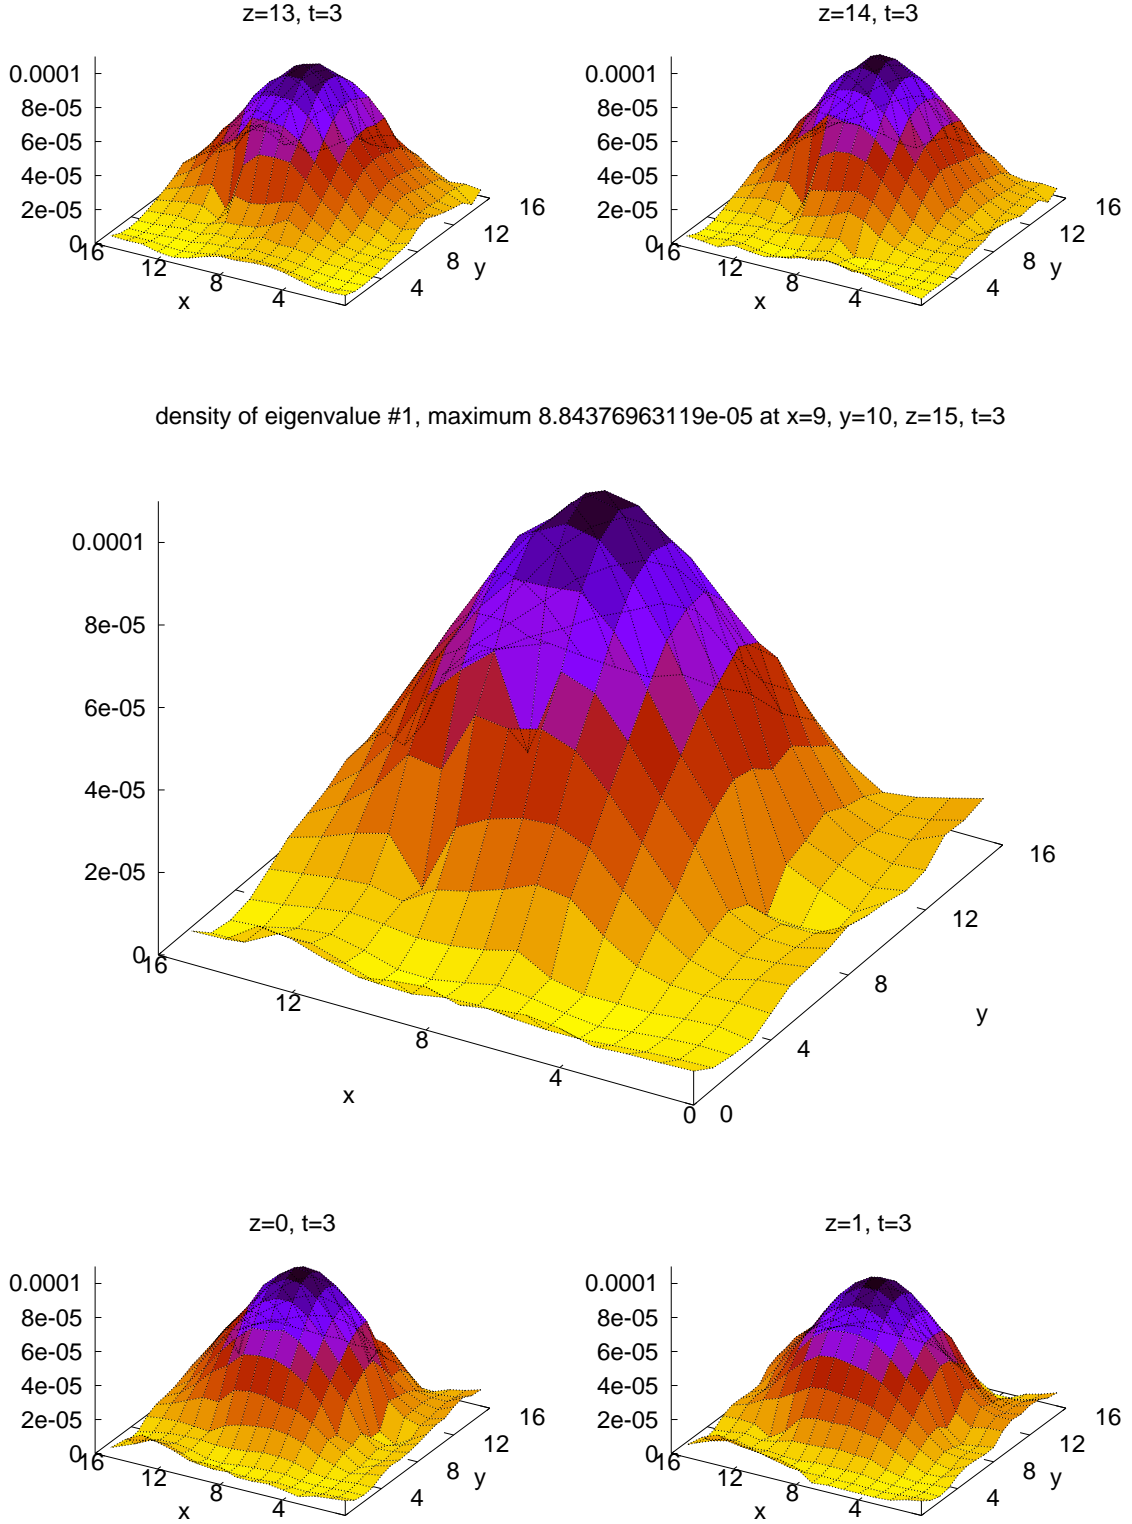 z=13, t=3
z=14, t=3
0.0001
8e-05
6e-05
4e-05
2e-05
0
16
12
8
4
x
4
8
12
16
y
0.0001
8e-05
6e-05
4e-05
2e-05
0
16
12
8
4
x
4
8
12
16
y
density of eigenvalue #1, maximum 8.84376963119e-05 at x=9, y=10, z=15, t=3
0.0001
8e-05
6e-05
4e-05
2e-05
0
16
12
8
4
0
x
0
4
8
12
16
y
z=0, t=3
z=1, t=3
0.0001
8e-05
6e-05
4e-05
2e-05
0
16
12
8
4
x
4
8
12
16
y
0.0001
8e-05
6e-05
4e-05
2e-05
0
16
12
8
4
x
4
8
12
16
y